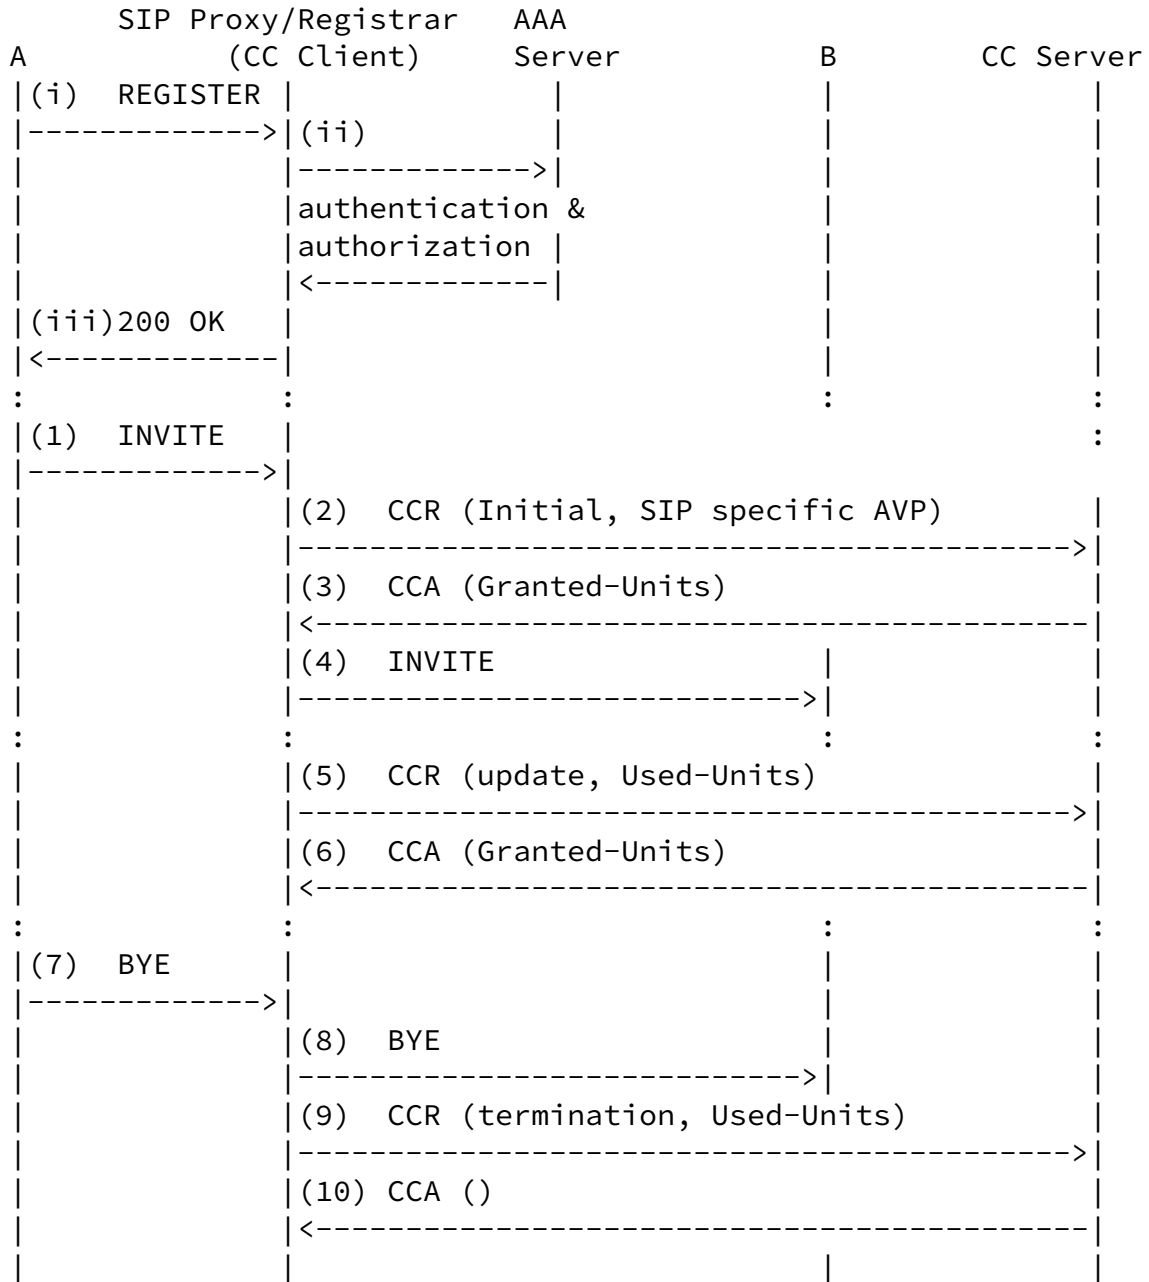 SIP Proxy/Registrar AAA
A (CC Client) Server B CC Server
(i) REGISTER
(ii)
authentication &
authorization
(iii)200 OK
(1) INVITE
(2) CCR (Initial, SIP specific AVP)
(3) CCA (Granted-Units)
(4) INVITE
(5) CCR (update, Used-Units)
(6) CCA (Granted-Units)
(7) BYE
(8) BYE
(9) CCR (termination, Used-Units)
(10) CCA ()